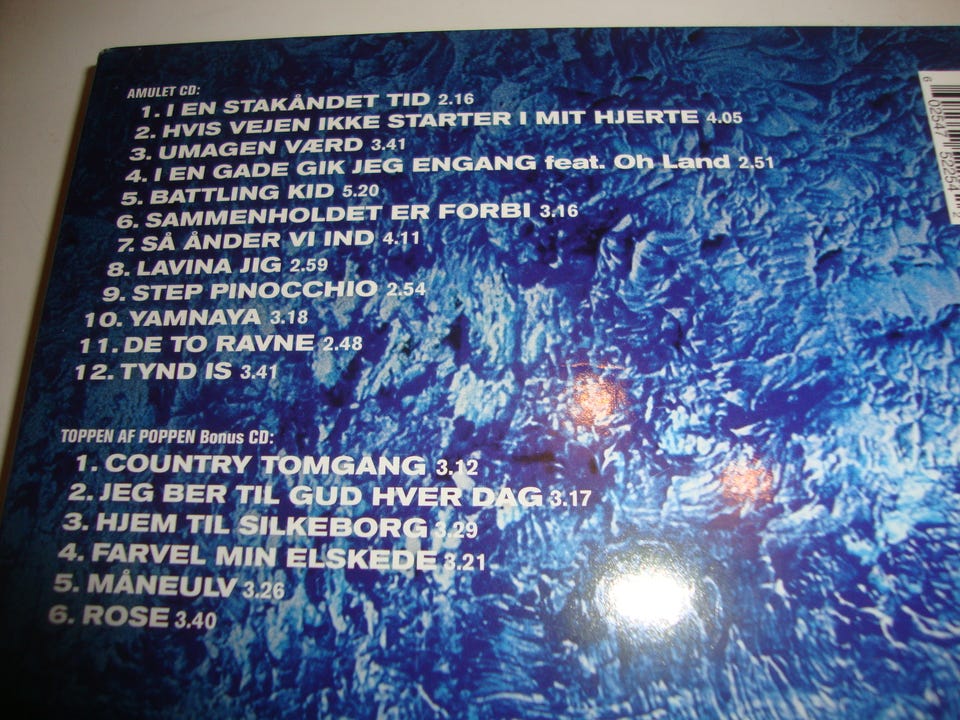 AMULET CD:
1. I EN STAKÅNDET TID 2.16
2. HVIS VEJEN IKKE STARTER I MIT HJERTE 4.05
3. UMAGEN VÆRD 3.41
4. I EN GADE GIK JEG ENGANG feat. Oh Land 2.51
5. BATTLING KID 5.20
6. SAMMENHOLDET ER FORBI 3.16
7. SÅ ÅNDER VI IND 4.11
8. LAVINA JIG 2.59
9. STEP PINOCCHIO 2.54
10. YAMNAYA 3.18
11. DE TO RAVNE 2.48
12. TYND IS 3.41
TOPPEN AF POPPEN Bonus CD:
1. COUNTRY TOMGANG 3.12
2. JEG BER TIL GUD HVER DAG 3.17
3. HJEM TIL SILKEBORG 3.29
4. FARVEL MIN ELSKEDE 3.21
5. MÅNEULV 3.26
6. ROSE 3.40
6 02547 52254 2